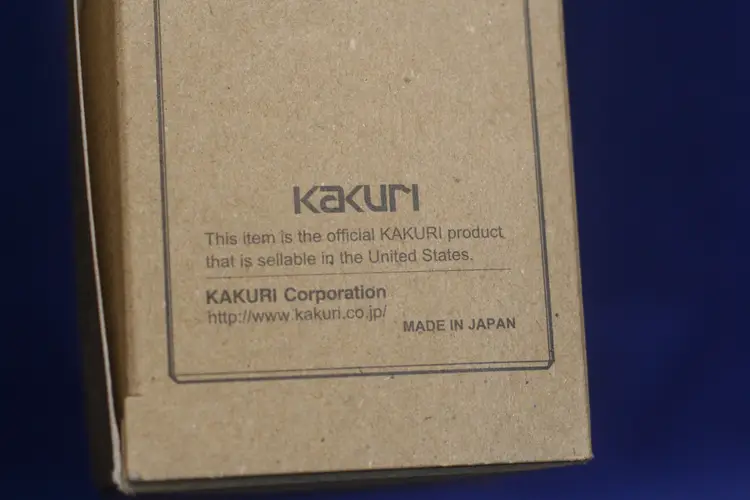 KAKURI
This item is the official KAKURI product
that is sellable in the United States.
KAKURI Corporation
http://www.kakuri.co.jp/
MADE IN JAPAN